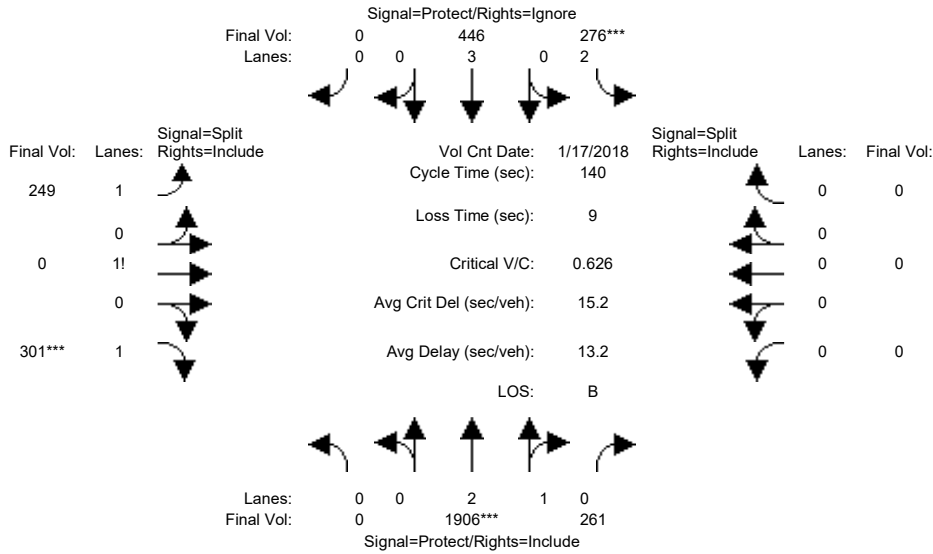 Signal=Protect/Rights=Ignore
Final Vol: 0 446 276***
Lanes: 0 0 3 0 2
Signal=Split
Final Vol: Lanes: Rights=Include
Vol Cnt Date: 1/17/2018
Signal=Split
Rights=Include Lanes: Final Vol:
Cycle Time (sec): 140
249 1 0 0
Loss Time (sec): 9
0 0
0 1! Critical V/C: 0.626 0 0
0 0
Avg Crit Del (sec/veh): 15.2
301*** 1 Avg Delay (sec/veh): 13.2 0 0
LOS: B
Lanes: 0 0 2 1 0
Final Vol: 0 1906*** 261
Signal=Protect/Rights=Include